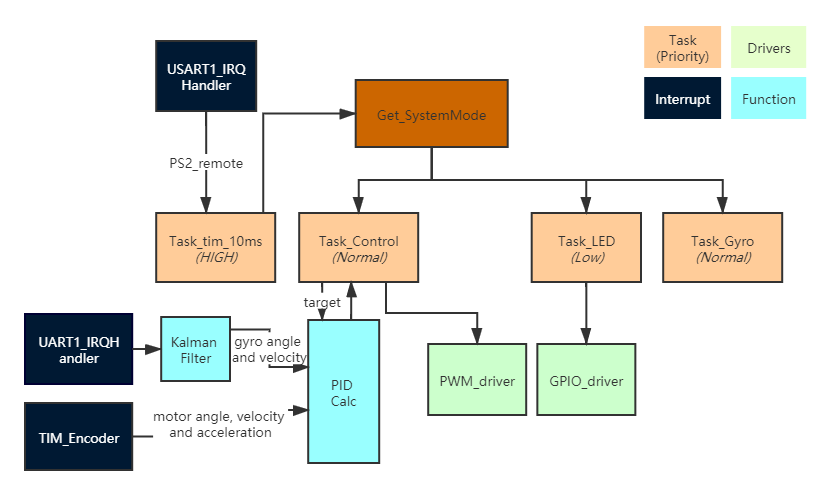 Task
(Priority)
Drivers
Interrupt
Function
USART1_IRQ
Handler
Get_SystemMode
PS2_remote
Task_tim_10ms
(HIGH)
Task_Control
(Normal)
Task_LED
(Low)
Task_Gyro
(Normal)
target
UART1_IRQH
andler
Kalman
Filter
gyro angle
and velocity
PID
Calc
PWM_driver
GPIO_driver
TIM_Encoder
motor angle, velocity
and acceleration